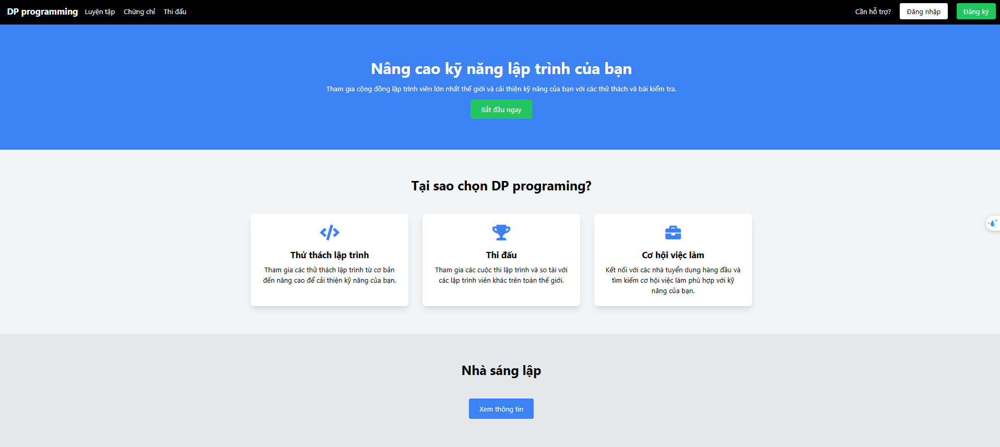 DP programming Luyện tập Chứng chỉ Thi đấu Cần hỗ trợ? Đăng nhập Đăng ký
Nâng cao kỹ năng lập trình của bạn
Tham gia cộng đồng lập trình viên lớn nhất thế giới và cải thiện kỹ năng của bạn với các thử thách và bài kiểm tra.
Bắt đầu ngay
Tại sao chọn DP programing?
Thử thách lập trình
Tham gia các thử thách lập trình từ cơ bản
đến nâng cao để cải thiện kỹ năng của bạn.
Thi đấu
Tham gia các cuộc thi lập trình và so tài với
các lập trình viên khác trên toàn thế giới.
Cơ hội việc làm
Kết nối với các nhà tuyển dụng hàng đầu và
tìm kiếm cơ hội việc làm phù hợp với kỹ
năng của bạn.
Nhà sáng lập
Xem thông tin